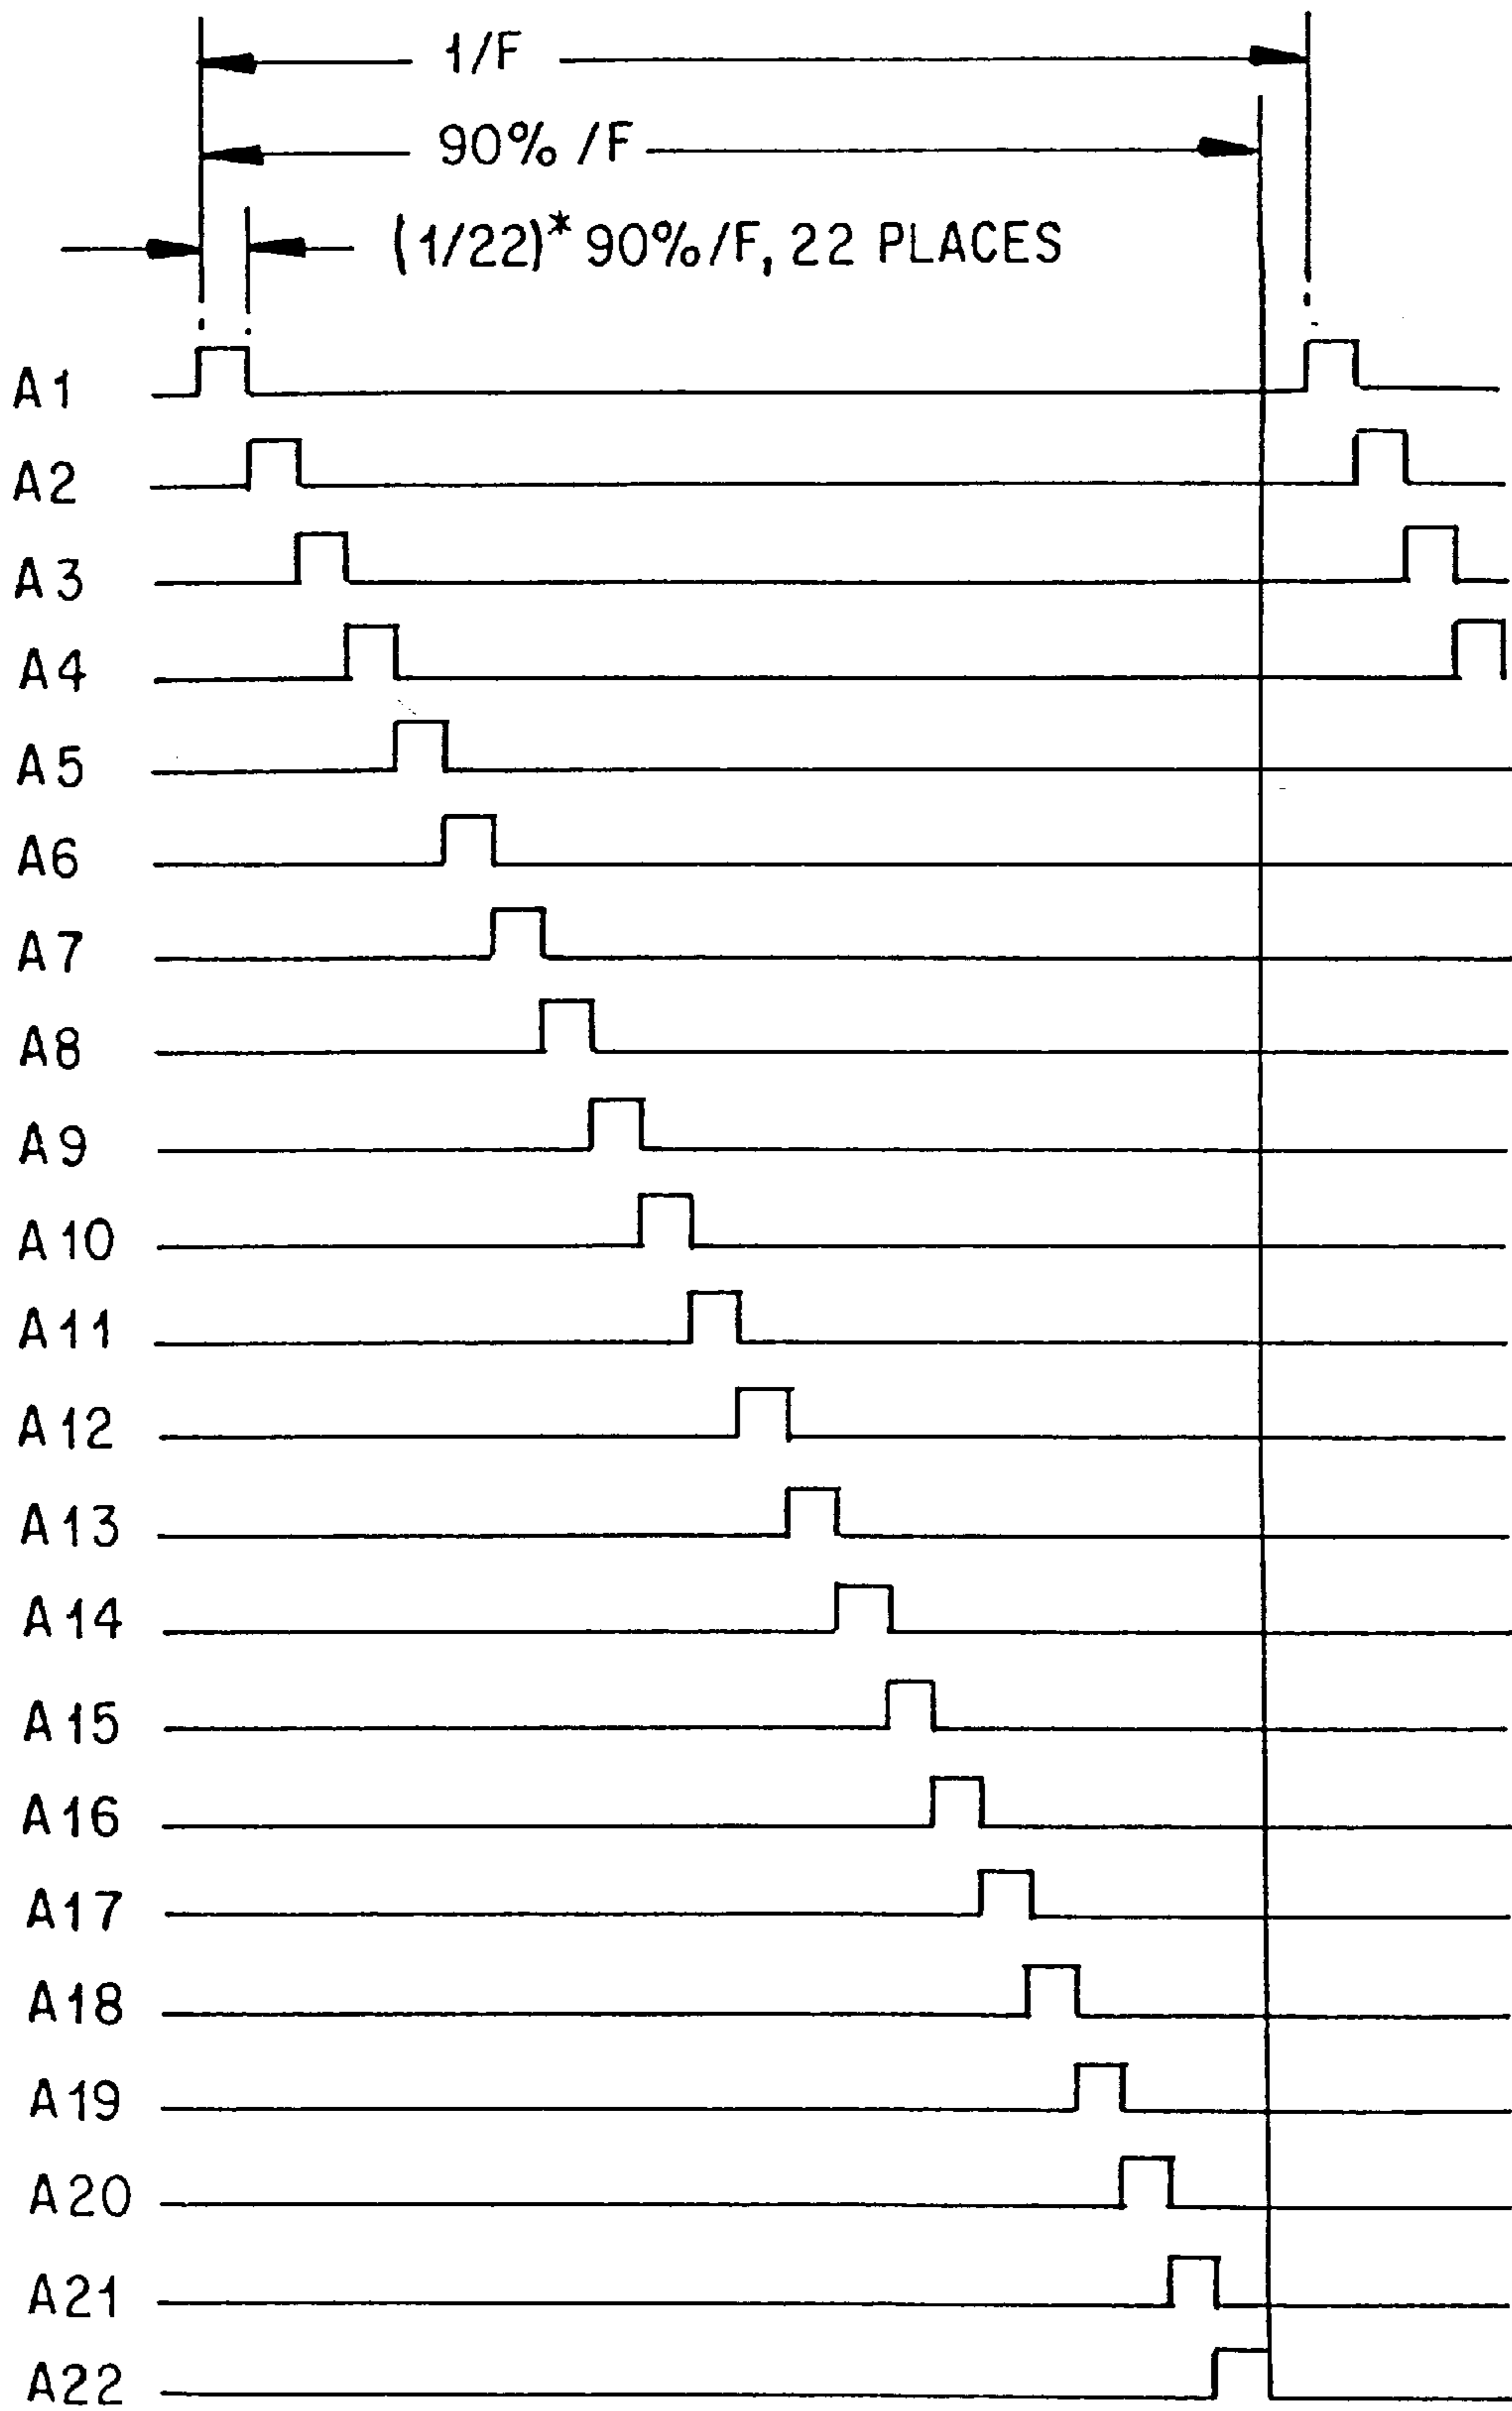 1/F
90% /F
(1/22)* 90%/F, 22 PLACES
A1
A2
A3
A4
A5
A6
A7
A8
A9
A10
A11
A12
A13
A14
A15
A16
A17
A18
A19
A20
A21
A22